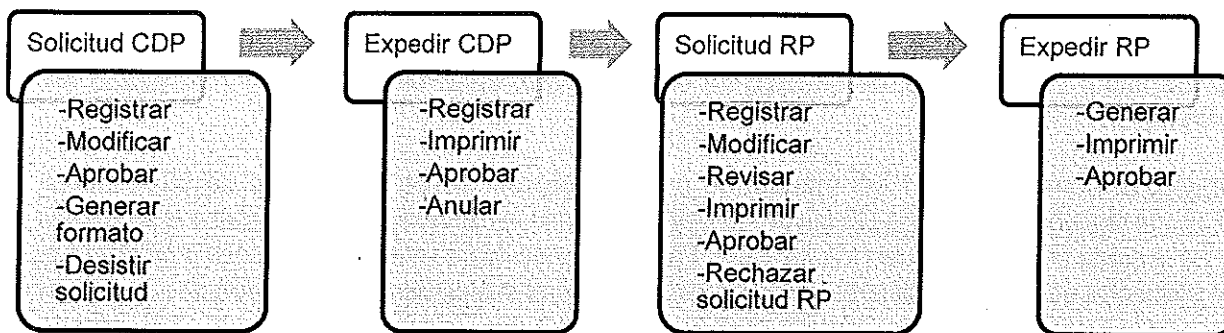 Solicitud CDP
-Registrar
-Modificar
-Aprobar
-Generar
formato
-Desistir
solicitud
Expedir CDP
-Registrar
-Imprimir
-Aprobar
-Anular
Solicitud RP
-Registrar
-Modificar
-Revisar
-Imprimir
-Aprobar
-Rechazar
solicitud RP
Expedir RP
-Generar
-Imprimir
-Aprobar